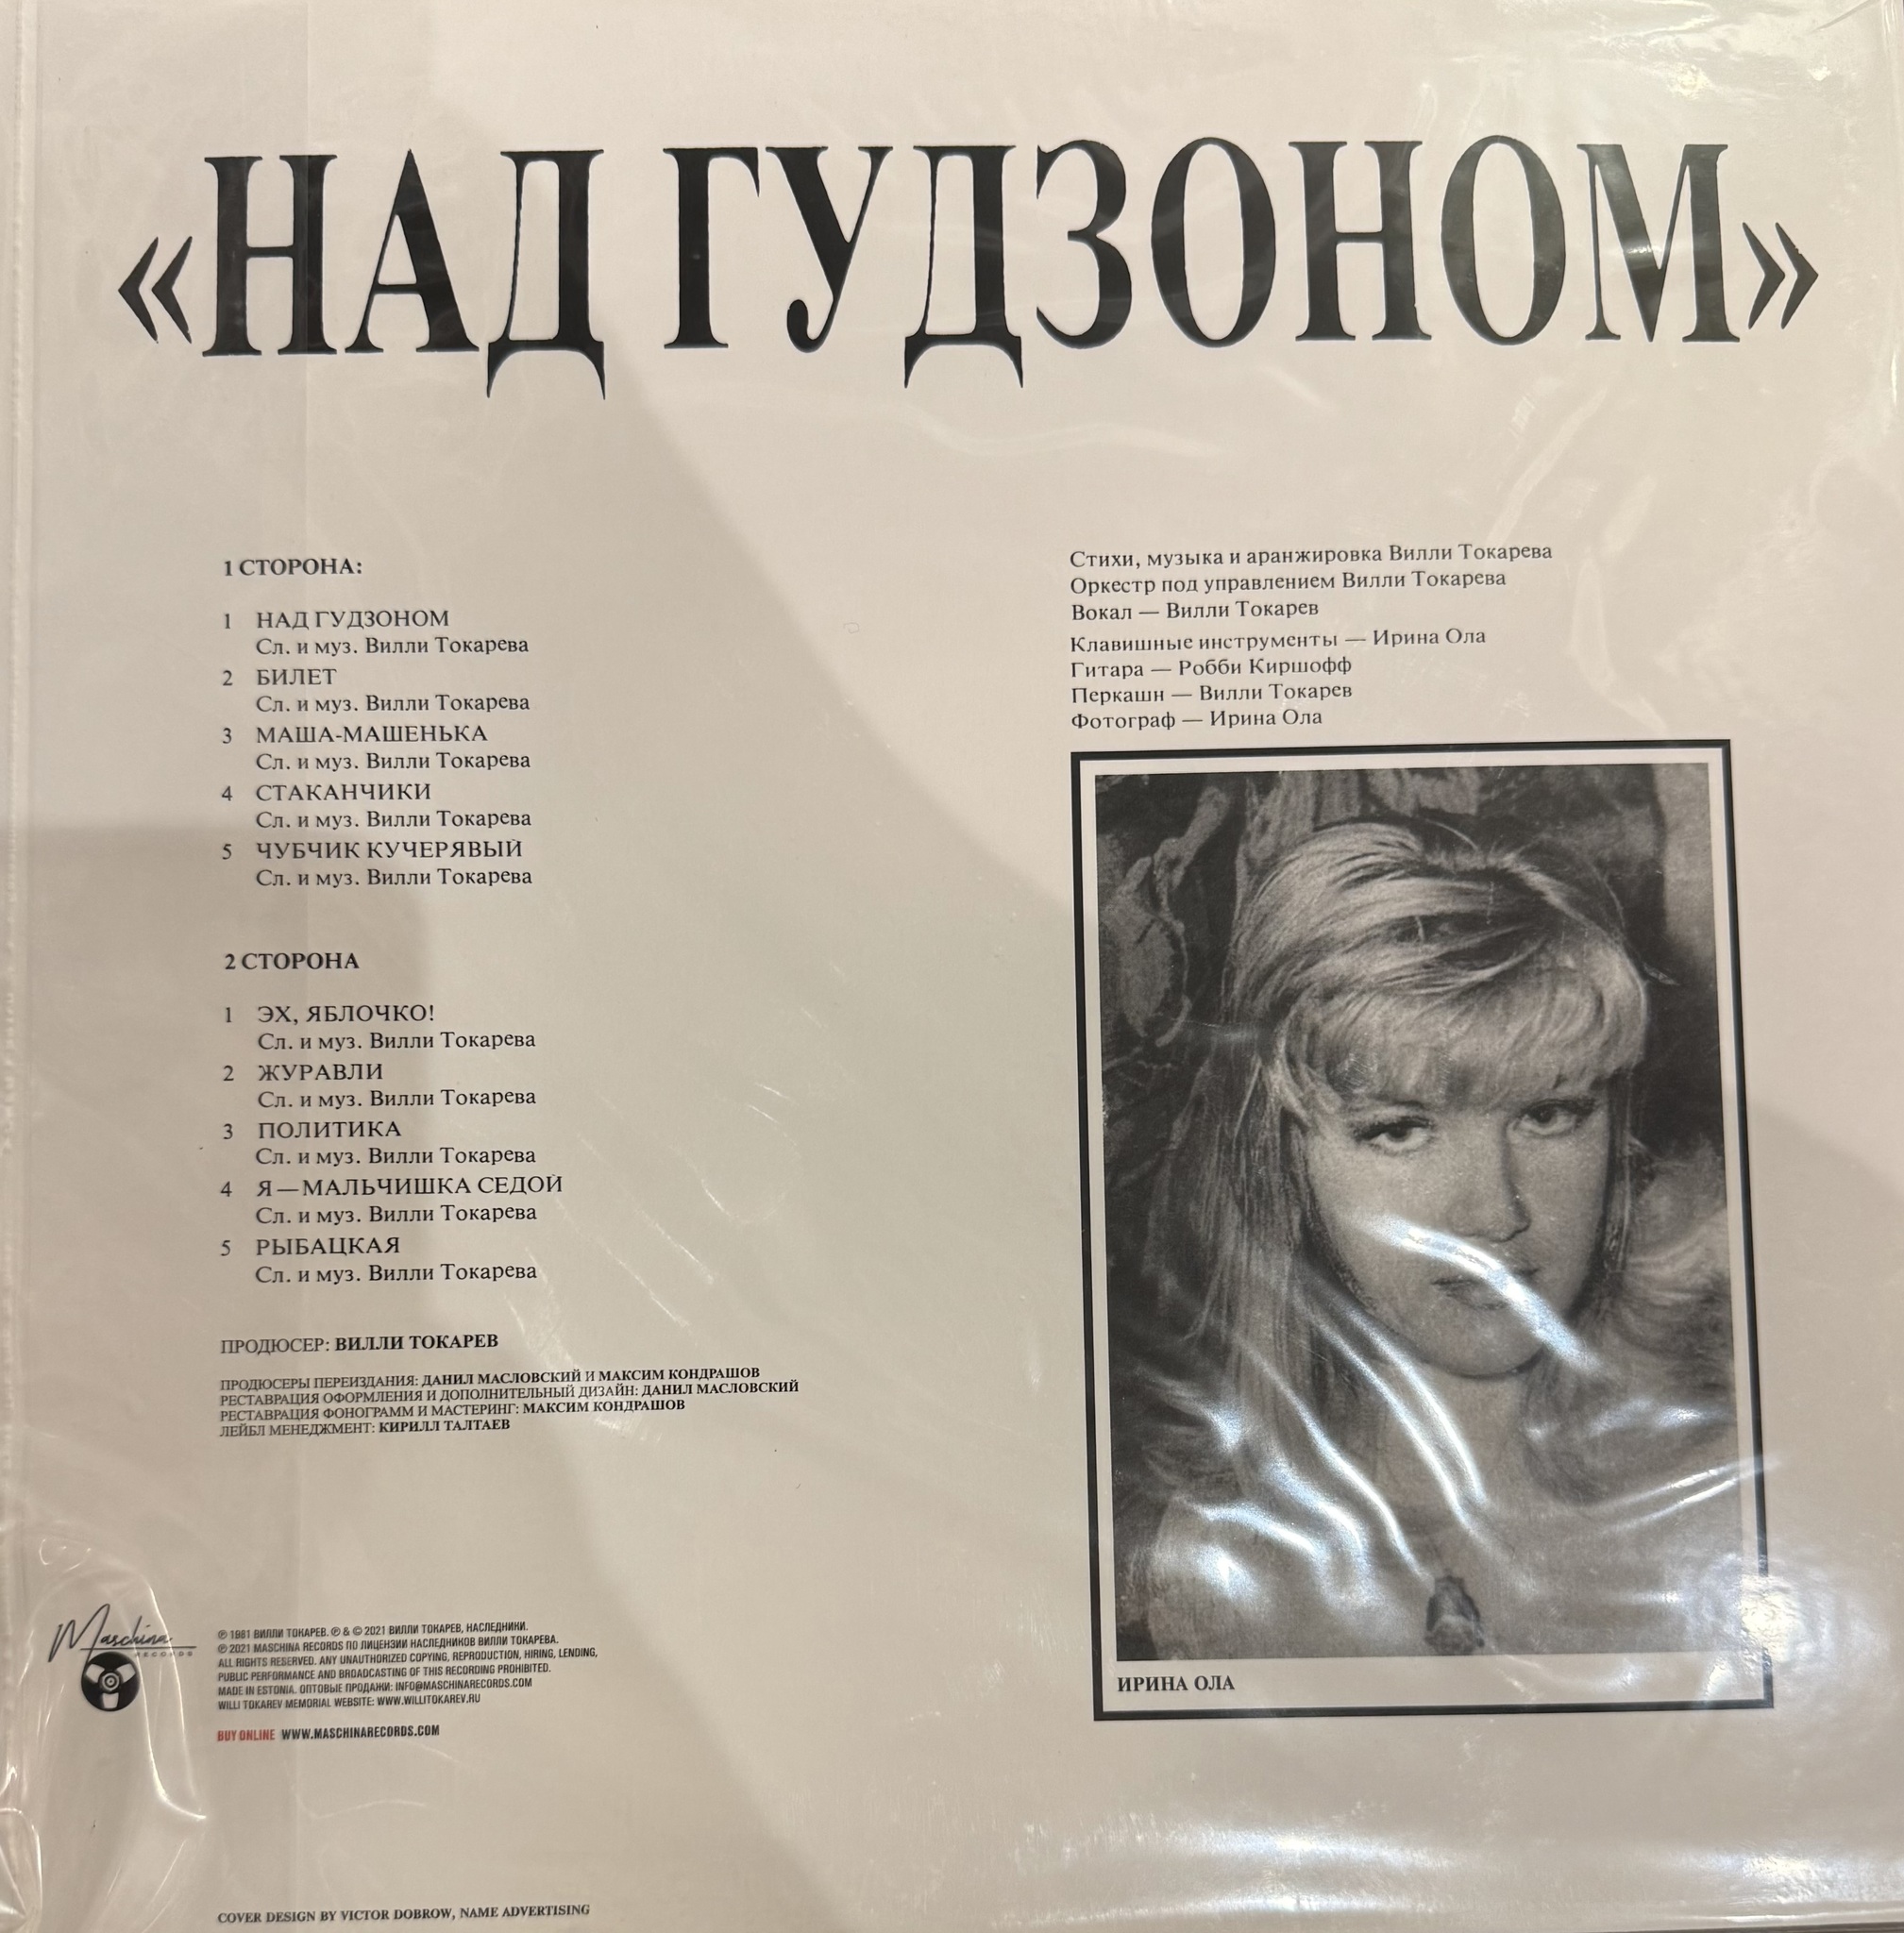 «НАД ГУДЗОНОМ»
1 СТОРОНА:
1 НАД ГУДЗОНОМ
Сл. и муз. Вилли Токарева
2 БИЛЕТ
Сл. и муз. Вилли Токарева
3 МАША-МАШЕНЬКА
Сл. и муз. Вилли Токарева
4 СТАКАНЧИКИ
Сл. и муз. Вилли Токарева
5 ЧУБЧИК КУЧЕРЯВЫЙ
Сл. и муз. Вилли Токарева
2 СТОРОНА
1 ЭХ, ЯБЛОЧКО!
Сл. и муз. Вилли Токарева
2 ЖУРАВЛИ
Сл. и муз. Вилли Токарева
3 ПОЛИТИКА
Сл. и муз. Вилли Токарева
4 Я — МАЛЬЧИШКА СЕДОЙ
Сл. и муз. Вилли Токарева
5 РЫБАЦКАЯ
Сл. и муз. Вилли Токарева
ПРОДЮСЕР: ВИЛЛИ ТОКАРЕВ
ПРОДЮСЕРЫ ПЕРЕИЗДАНИЯ: ДАНИЛ МАСЛОВСКИЙ И МАКСИМ КОНДРАШОВ
РЕСТАВРАЦИЯ ОФОРМЛЕНИЯ И ДОПОЛНИТЕЛЬНЫЙ ДИЗАЙН: ДАНИЛ МАСЛОВСКИЙ
РЕСТАВРАЦИЯ ФОНОГРАММ И МАСТЕРИНГ: МАКСИМ КОНДРАШОВ
ЛЕЙБЛ МЕНЕДЖМЕНТ: КИРИЛЛ ТАЛТАЕВ
Стихи, музыка и аранжировка Вилли Токарева
Оркестр под управлением Вилли Токарева
Вокал — Вилли Токарев
Клавишные инструменты — Ирина Ола
Гитара — Робби Киршофф
Перкашн — Вилли Токарев
Фотограф — Ирина Ола
ИРИНА ОЛА
Maschina
RECORDS
℗ 1981 ВИЛЛИ ТОКАРЕВ. ℗ & © 2021 ВИЛЛИ ТОКАРЕВ, НАСЛЕДНИКИ.
℗ 2021 MASCHINA RECORDS ПО ЛИЦЕНЗИИ НАСЛЕДНИКОВ ВИЛЛИ ТОКАРЕВА.
ALL RIGHTS RESERVED. ANY UNAUTHORIZED COPYING, REPRODUCTION, HIRING, LENDING,
PUBLIC PERFORMANCE AND BROADCASTING OF THIS RECORDING PROHIBITED.
MADE IN ESTONIA. ОПТОВЫЕ ПРОДАЖИ: INFO@MASCHINARECORDS.COM
WILLI TOKAREV MEMORIAL WEBSITE: WWW.WILLITOKAREV.RU
BUY ONLINE WWW.MASCHINARECORDS.COM
COVER DESIGN BY VICTOR DOBROW, NAME ADVERTISING